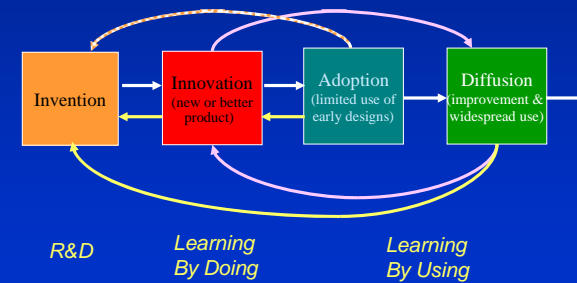 Invention
Innovation
(new or better
product)
Adoption
(limited use of
early designs)
Diffusion
(improvement &
widespread use)
R&D
Learning
By Doing
Learning
By Using